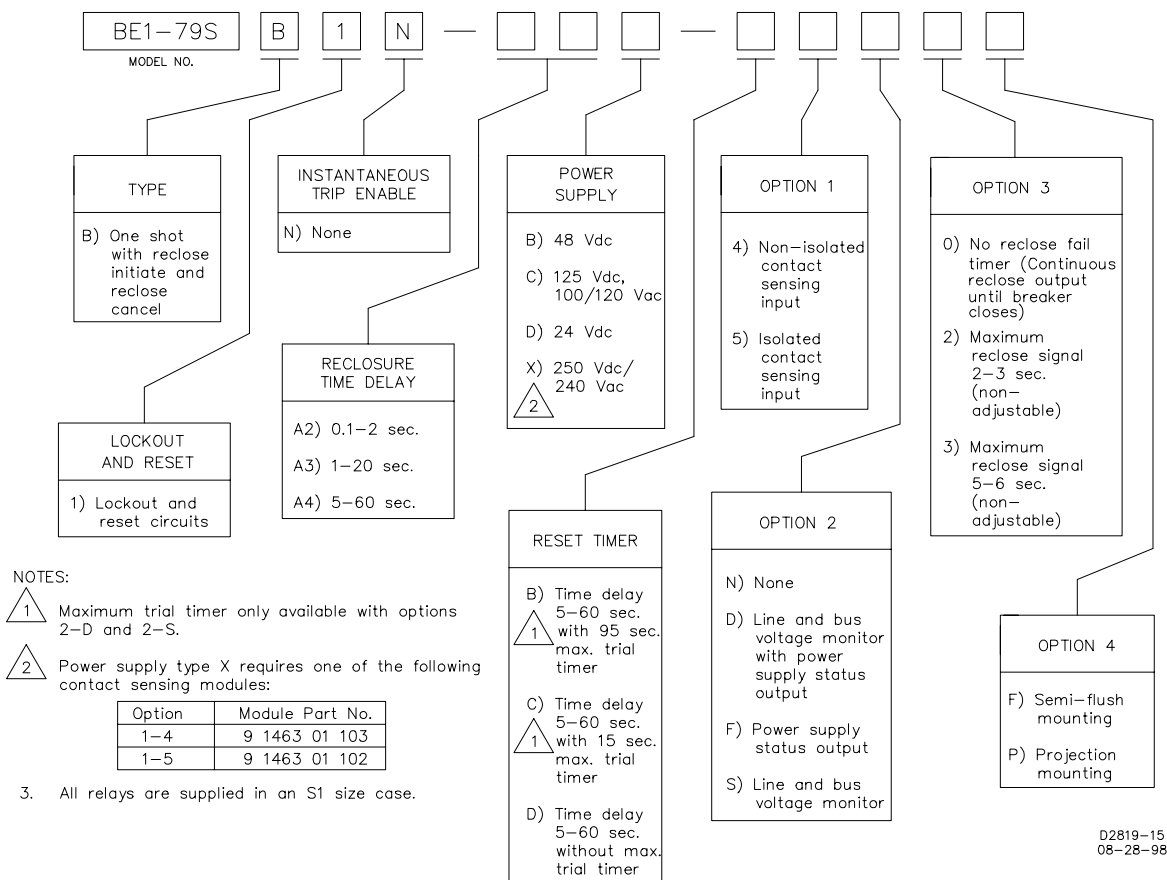 BE1-79S B 1 N — —
MODEL NO.
TYPE
B) One shot
with reclose
initiate and
reclose
cancel
LOCKOUT
AND RESET
1) Lockout and
reset circuits
INSTANTANEOUS
TRIP ENABLE
N) None
RECLOSURE
TIME DELAY
A2) 0.1-2 sec.
A3) 1-20 sec.
A4) 5-60 sec.
POWER
SUPPLY
B) 48 Vdc
C) 125 Vdc,
100/120 Vac
D) 24 Vdc
X) 250 Vdc/
240 Vac
2
RESET TIMER
B) Time delay
5-60 sec.
1 with 95 sec.
max. trial
timer
C) Time delay
5-60 sec.
1 with 15 sec.
max. trial
timer
D) Time delay
5-60 sec.
without max.
trial timer
OPTION 1
4) Non-isolated
contact
sensing
input
5) Isolated
contact
sensing
input
OPTION 2
N) None
D) Line and bus
voltage monitor
with power
supply status
output
F) Power supply
status output
S) Line and bus
voltage monitor
OPTION 3
0) No reclose fail
timer (Continuous
reclose output
until breaker
closes)
2) Maximum
reclose signal
2-3 sec.
(non-
adjustable)
3) Maximum
reclose signal
5-6 sec.
(non-
adjustable)
OPTION 4
F) Semi-flush
mounting
P) Projection
mounting
NOTES:
1 Maximum trial timer only available with options
2-D and 2-S.
2 Power supply type X requires one of the following
contact sensing modules:
Option Module Part No.
1-4 9 1463 01 103
1-5 9 1463 01 102
3. All relays are supplied in an S1 size case.
D2819-15
08-28-98